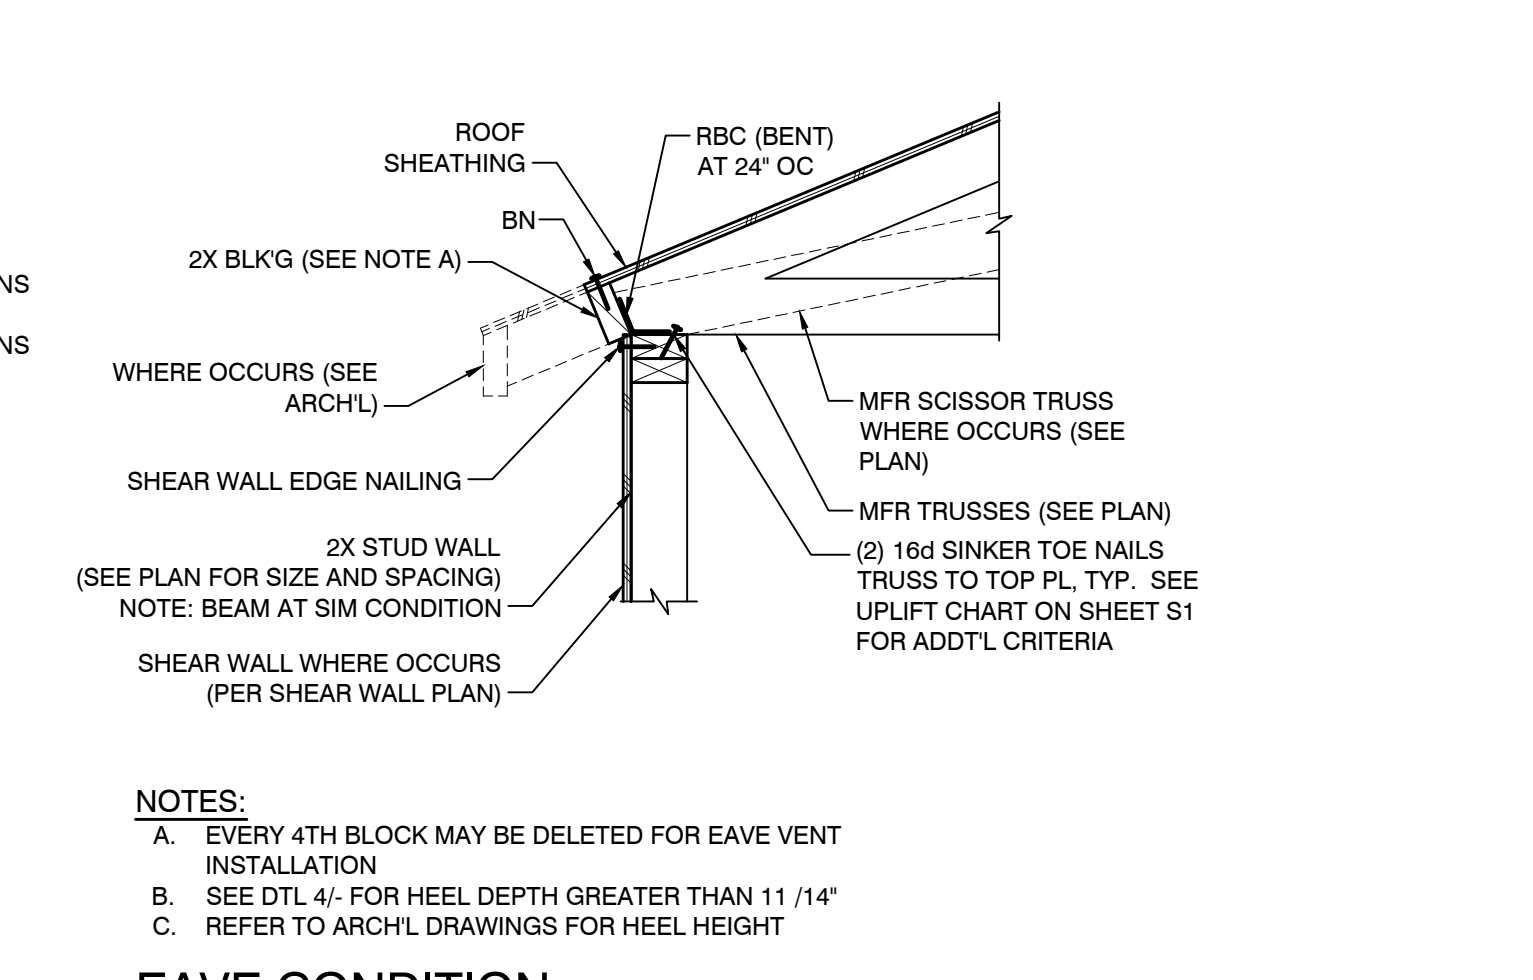 ROOF
SHEATHING
RBC (BENT)
AT 24" OC
BN
2X BLK'G (SEE NOTE A)
NS
NS
WHERE OCCURS (SEE
ARCH'L)
SHEAR WALL EDGE NAILING
2X STUD WALL
(SEE PLAN FOR SIZE AND SPACING)
NOTE: BEAM AT SIM CONDITION
SHEAR WALL WHERE OCCURS
(PER SHEAR WALL PLAN)
MFR SCISSOR TRUSS
WHERE OCCURS (SEE
PLAN)
MFR TRUSSES (SEE PLAN)
(2) 16d SINKER TOE NAILS
TRUSS TO TOP PL, TYP. SEE
UPLIFT CHART ON SHEET S1
FOR ADDT'L CRITERIA
NOTES:
A. EVERY 4TH BLOCK MAY BE DELETED FOR EAVE VENT
INSTALLATION
B. SEE DTL 4/- FOR HEEL DEPTH GREATER THAN 11 /14"
C. REFER TO ARCH'L DRAWINGS FOR HEEL HEIGHT
EAVE CONDITION